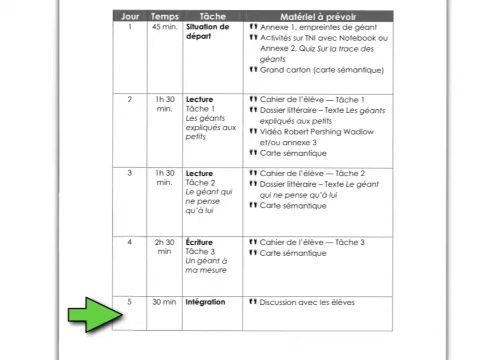 Jour Temps Tâche Matériel à prévoir
1 45 min. Situation de départ Annexe 1, empreintes de géant
Activités sur TNI avec Notebook ou
Annexe 2, Quiz Sur la trace des
géants
Grand carton (carte sémantique)
2 1h 30 min. Lecture Cahier de l'élève — Tâche 1
Tâche 1 Dossier littéraire – Texte Les géants
Les géants expliqués aux petits
expliqués aux Vidéo Robert Pershing Wadlow
petits et/ou annexe 3
Carte sémantique
3 1h 30 min. Lecture Cahier de l'élève — Tâche 2
Tâche 2 Dossier littéraire – Texte Le géant
Le géant qui qui ne pense qu'à lui
ne pense Carte sémantique
qu'à lui
4 2h 30 min Écriture Cahier de l'élève — Tâche 3
Tâche 3 Carte sémantique
Un géant à
ma mesure
5 30 min Intégration Discussion avec les élèves